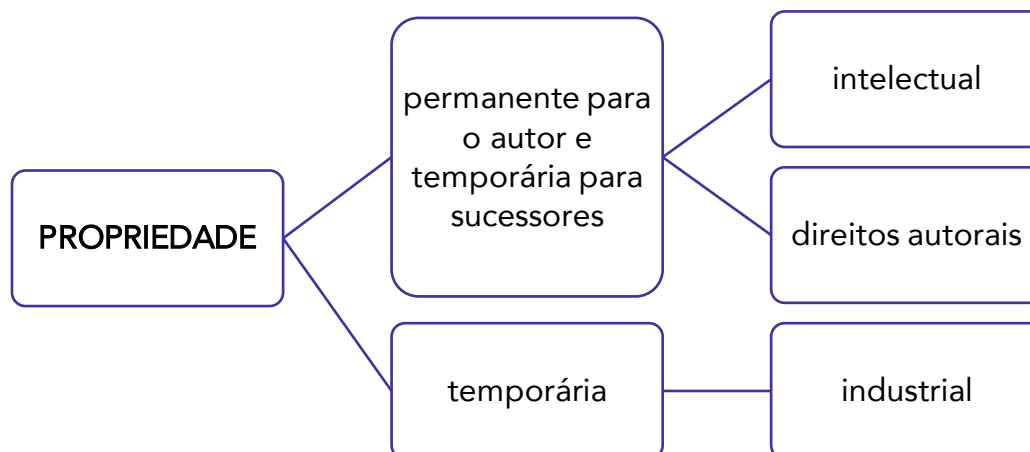 PROPRIEDADE
permanente para
o autor e
temporária para
sucessores
intelectual
direitos autorais
temporária
industrial